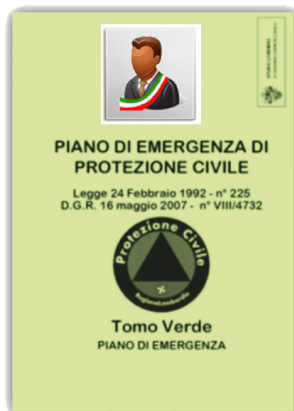 PIANO DI EMERGENZA DI
PROTEZIONE CIVILE
Legge 24 Febbraio 1992 - n° 225
D.G.R. 16 maggio 2007 - n° VIII/4732
Protezione Civile
RegioneLombardia
Tomo Verde
PIANO DI EMERGENZA